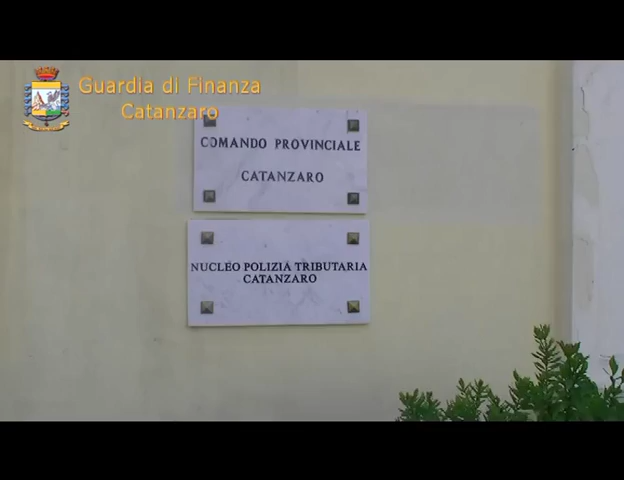 Guardia di Finanza
Catanzaro
COMANDO PROVINCIALE
CATANZARO
NUCLEO POLIZIA TRIBUTARIA
CATANZARO